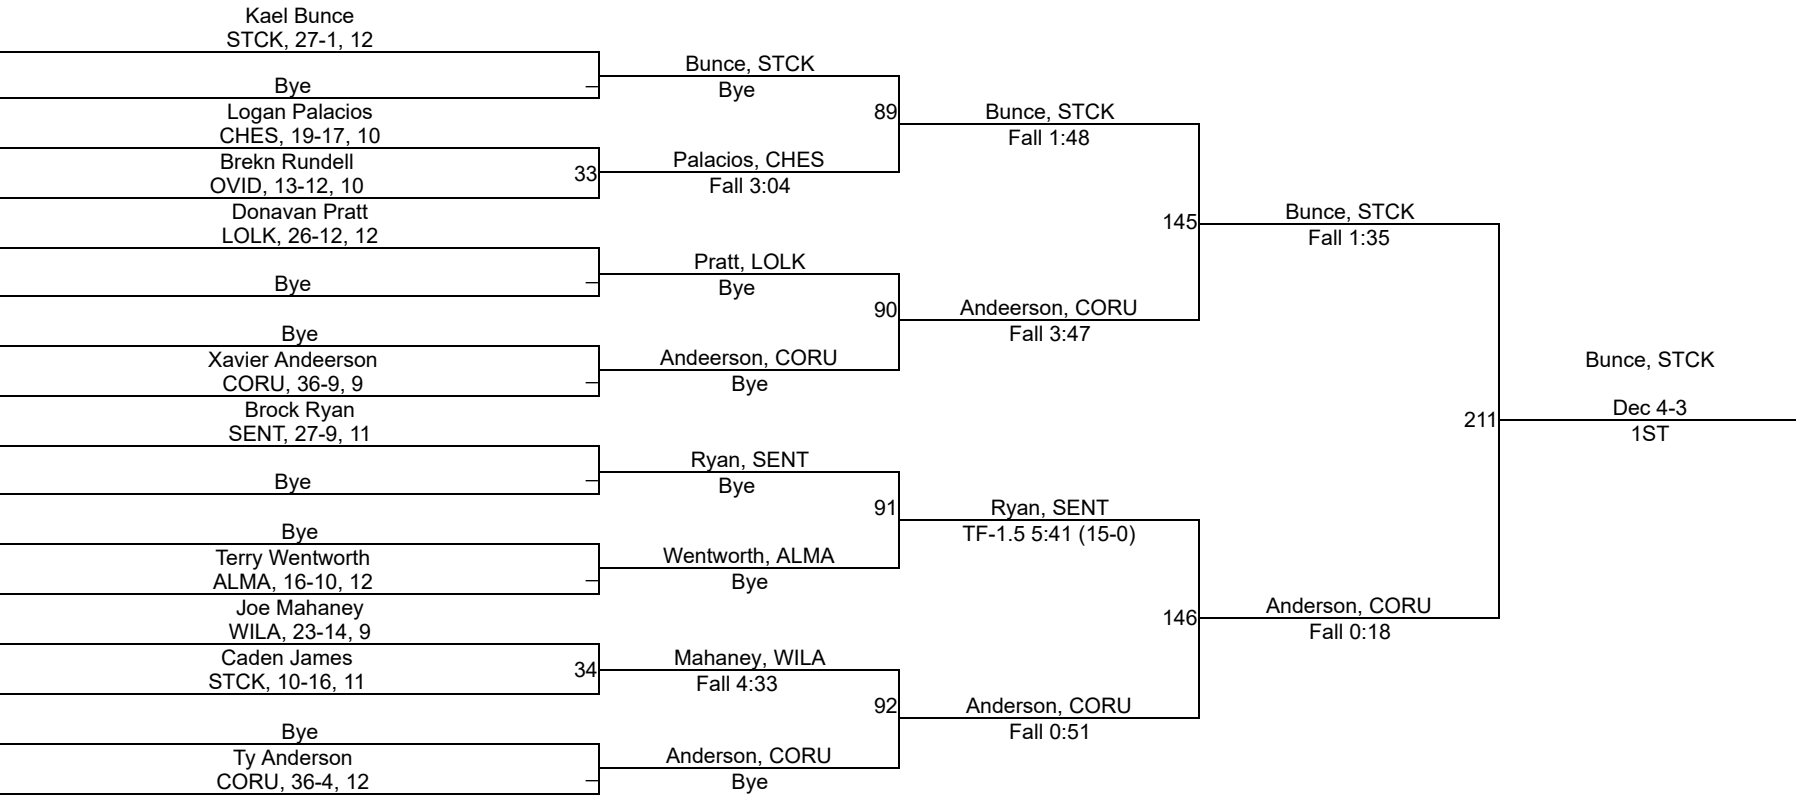 Kael Bunce
STCK, 27-1, 12
Bye
Logan Palacios
CHES, 19-17, 10
Brekn Rundell
OVID, 13-12, 10
33
Donavan Pratt
LOLK, 26-12, 12
Bye
Bye
Xavier Andeerson
CORU, 36-9, 9
Brock Ryan
SENT, 27-9, 11
Bye
Bye
Terry Wentworth
ALMA, 16-10, 12
Joe Mahaney
WILA, 23-14, 9
Caden James
STCK, 10-16, 11
34
Bye
Ty Anderson
CORU, 36-4, 12
Bunce, STCK
Bye
89
Palacios, CHES
Fall 3:04
Pratt, LOLK
Bye
90
Andeerson, CORU
Bye
Ryan, SENT
Bye
91
Wentworth, ALMA
Bye
Mahaney, WILA
Fall 4:33
92
Anderson, CORU
Bye
Bunce, STCK
Fall 1:48
145
Andeerson, CORU
Fall 3:47
Ryan, SENT
TF-1.5 5:41 (15-0)
146
Anderson, CORU
Fall 0:51
Bunce, STCK
Fall 1:35
211
Anderson, CORU
Fall 0:18
Bunce, STCK
Dec 4-3
1ST